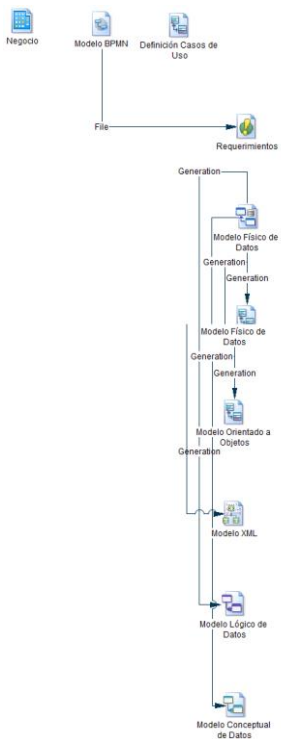 Negocio
Modelo BPMN
Definición Casos de
Uso
File
Requerimientos
Generation
Modelo Físico de
Datos
Generation
Generation
Modelo Físico de
Datos
Generation
Generation
Modelo Orientado a
Objetos
Generation
Modelo XML
Modelo Lógico de
Datos
Modelo Conceptual
de Datos